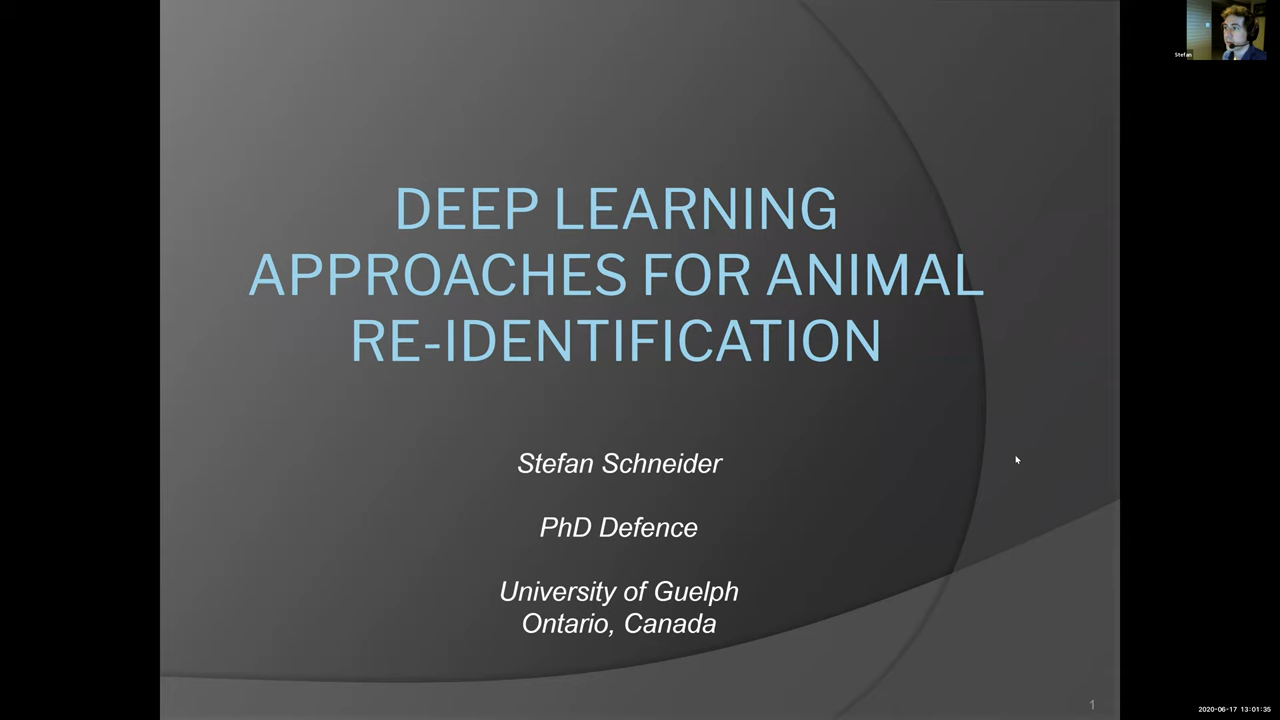 Stefan
DEEP LEARNING
APPROACHES FOR ANIMAL
RE-IDENTIFICATION
Stefan Schneider
PhD Defence
University of Guelph
Ontario, Canada
1
2020-06-17 13:01:35